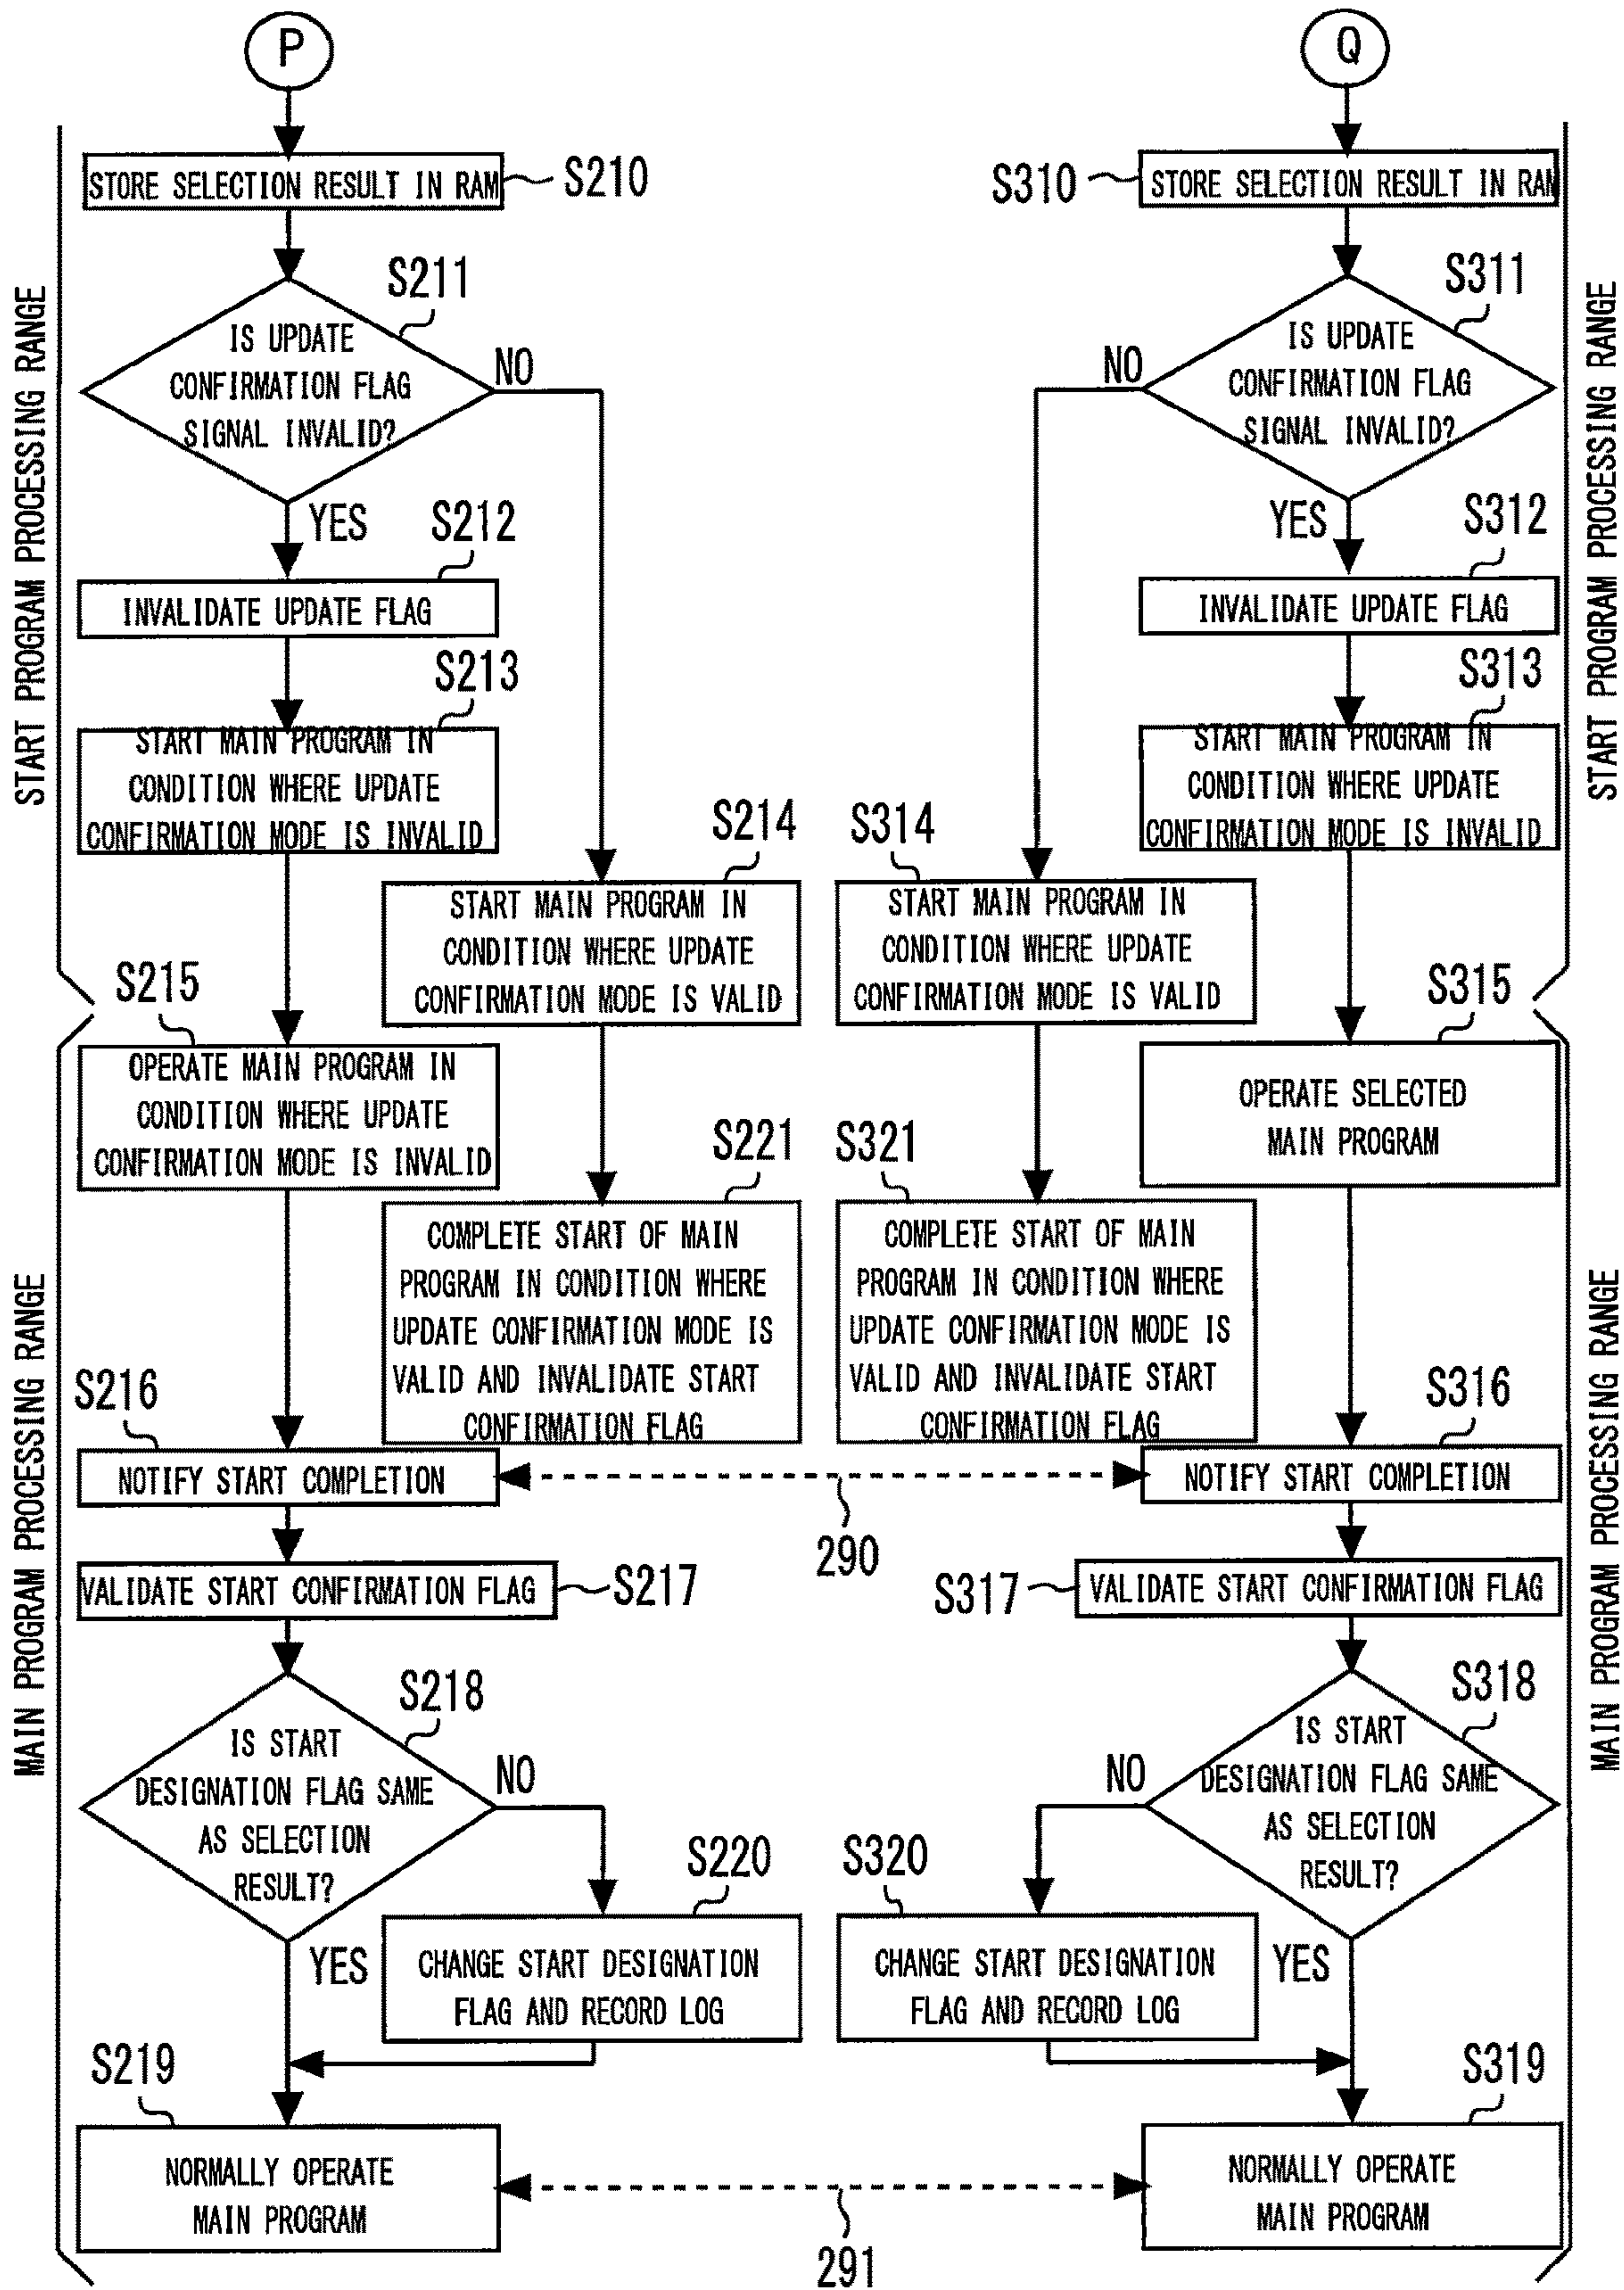 P
STORE SELECTION RESULT IN RAM
S210
S211
IS UPDATE
CONFIRMATION FLAG
SIGNAL INVALID?
NO
YES
S212
INVALIDATE UPDATE FLAG
S213
START MAIN PROGRAM IN
CONDITION WHERE UPDATE
CONFIRMATION MODE IS INVALID
S214
START MAIN PROGRAM IN
CONDITION WHERE UPDATE
CONFIRMATION MODE IS VALID
START PROGRAM PROCESSING RANGE
S215
OPERATE MAIN PROGRAM IN
CONDITION WHERE UPDATE
CONFIRMATION MODE IS INVALID
S221
COMPLETE START OF MAIN
PROGRAM IN CONDITION WHERE
UPDATE CONFIRMATION MODE IS
VALID AND INVALIDATE START
CONFIRMATION FLAG
S216
NOTIFY START COMPLETION
VALIDATE START CONFIRMATION FLAG
S217
S218
IS START
DESIGNATION FLAG SAME
AS SELECTION
RESULT?
NO
YES
S220
CHANGE START DESIGNATION
FLAG AND RECORD LOG
S219
NORMALLY OPERATE
MAIN PROGRAM
MAIN PROGRAM PROCESSING RANGE
290
291
Q
S310
STORE SELECTION RESULT IN RAM
S311
IS UPDATE
CONFIRMATION FLAG
SIGNAL INVALID?
NO
YES
S312
INVALIDATE UPDATE FLAG
S313
START MAIN PROGRAM IN
CONDITION WHERE UPDATE
CONFIRMATION MODE IS INVALID
S314
START MAIN PROGRAM IN
CONDITION WHERE UPDATE
CONFIRMATION MODE IS VALID
START PROGRAM PROCESSING RANGE
S315
OPERATE SELECTED
MAIN PROGRAM
S321
COMPLETE START OF MAIN
PROGRAM IN CONDITION WHERE
UPDATE CONFIRMATION MODE IS
VALID AND INVALIDATE START
CONFIRMATION FLAG
S316
NOTIFY START COMPLETION
S317
VALIDATE START CONFIRMATION FLAG
S318
IS START
DESIGNATION FLAG SAME
AS SELECTION
RESULT?
NO
YES
S320
CHANGE START DESIGNATION
FLAG AND RECORD LOG
S319
NORMALLY OPERATE
MAIN PROGRAM
MAIN PROGRAM PROCESSING RANGE